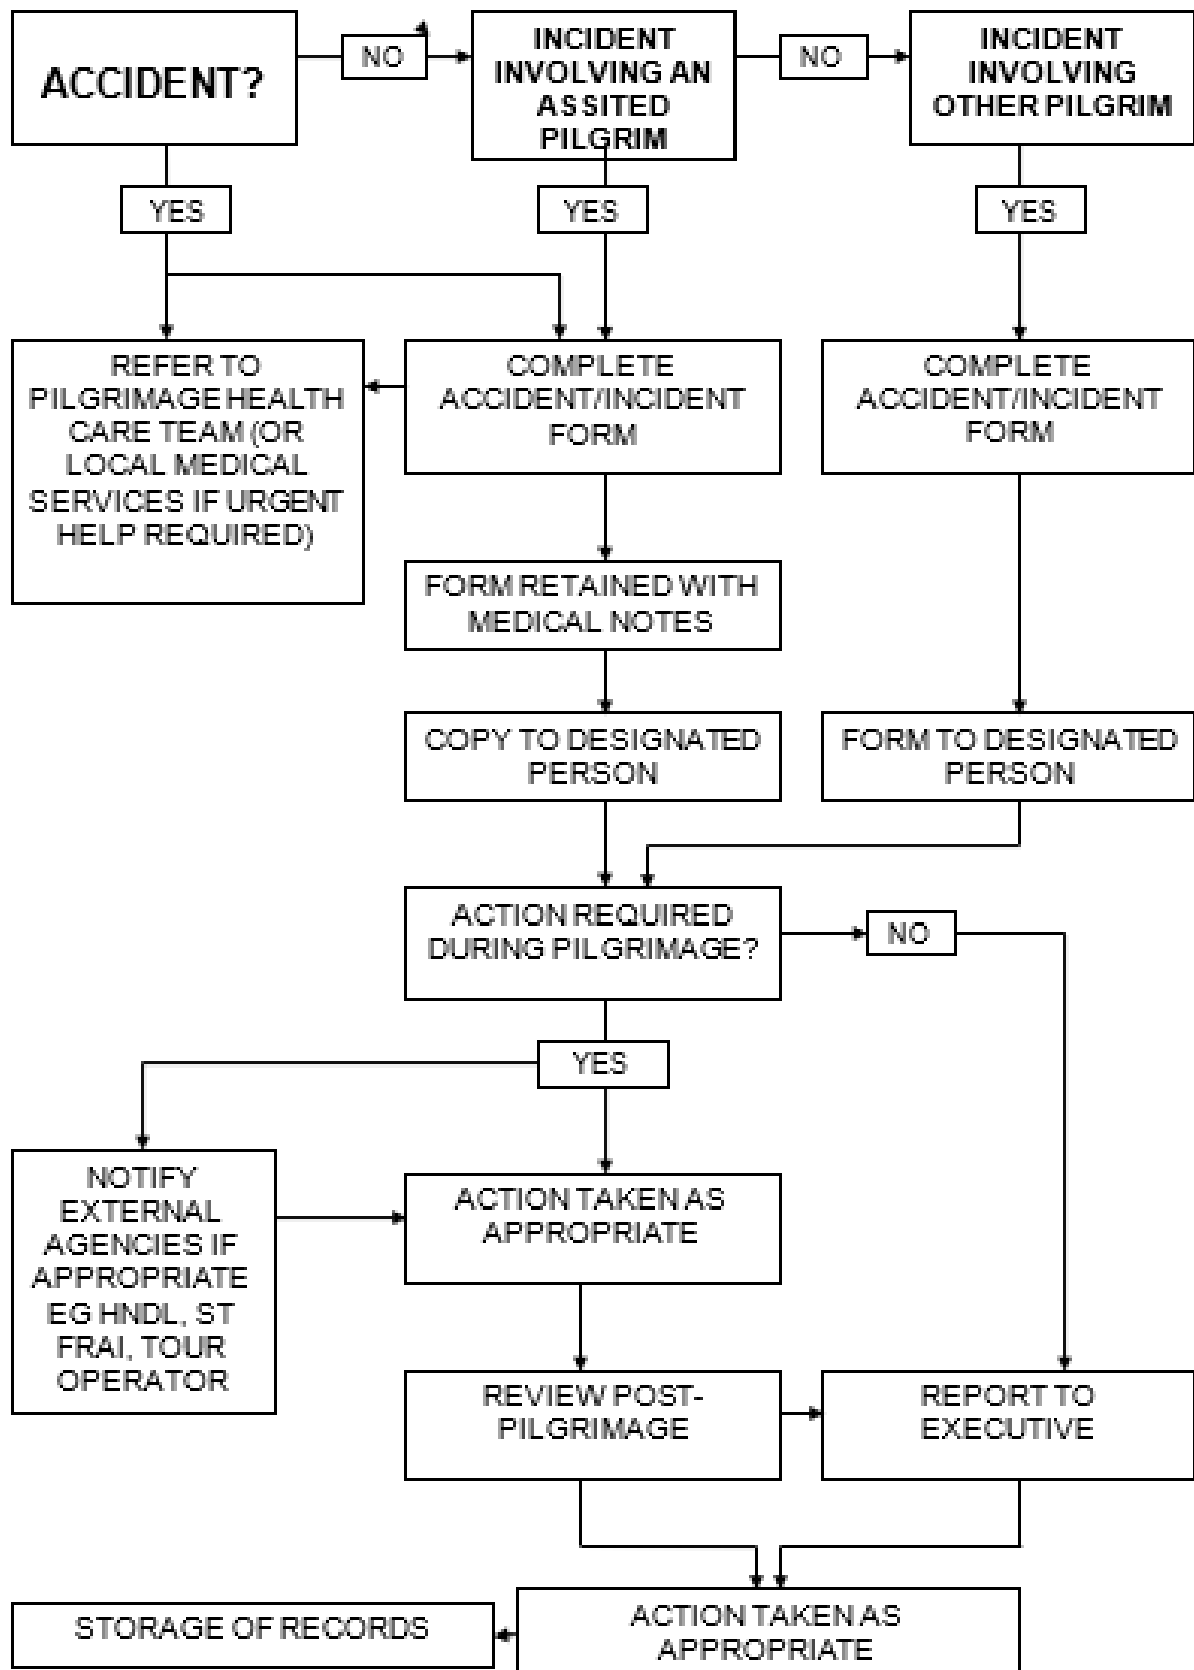 ACCIDENT?
NO
INCIDENT
INVOLVING AN
ASSITED
PILGRIM
NO
INCIDENT
INVOLVING
OTHER PILGRIM
YES
YES
YES
REFER TO
PILGRIMAGE HEALTH
CARE TEAM (OR
LOCAL MEDICAL
SERVICES IF URGENT
HELP REQUIRED)
COMPLETE
ACCIDENT/INCIDENT
FORM
COMPLETE
ACCIDENT/INCIDENT
FORM
FORM RETAINED WITH
MEDICAL NOTES
COPY TO DESIGNATED
PERSON
FORM TO DESIGNATED
PERSON
ACTION REQUIRED
DURING PILGRIMAGE?
NO
YES
NOTIFY
EXTERNAL
AGENCIES IF
APPROPRIATE
EG HNDL, ST
FRAI, TOUR
OPERATOR
ACTION TAKEN AS
APPROPRIATE
REVIEW POST-
PILGRIMAGE
REPORT TO
EXECUTIVE
STORAGE OF RECORDS
ACTION TAKEN AS
APPROPRIATE